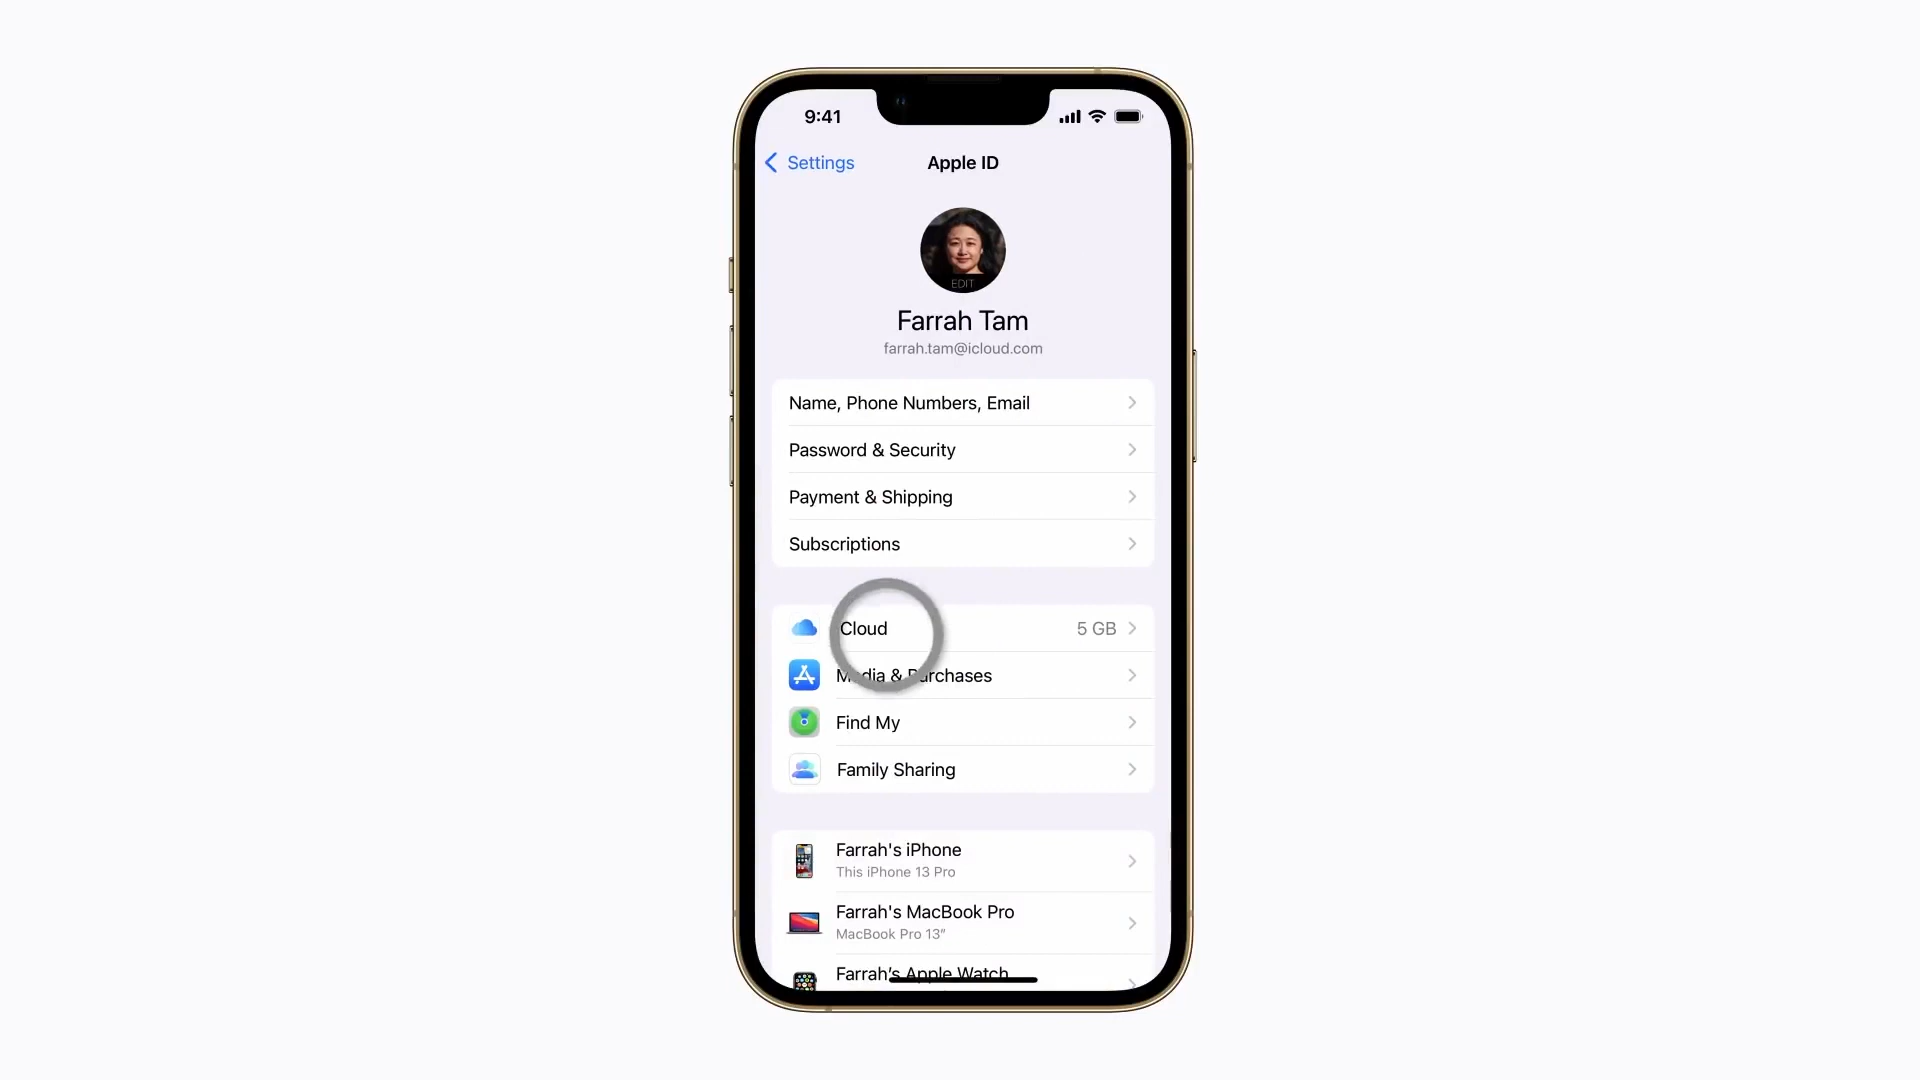 9:41
Settings
Apple ID
EDIT
Farrah Tam
farrah.tam@icloud.com
Name, Phone Numbers, Email
Password & Security
Payment & Shipping
Subscriptions
Cloud 5 GB
Media & Purchases
Find My
Family Sharing
Farrah's iPhone
This iPhone 13 Pro
Farrah's MacBook Pro
MacBook Pro 13”
Farrah’s Apple Watch